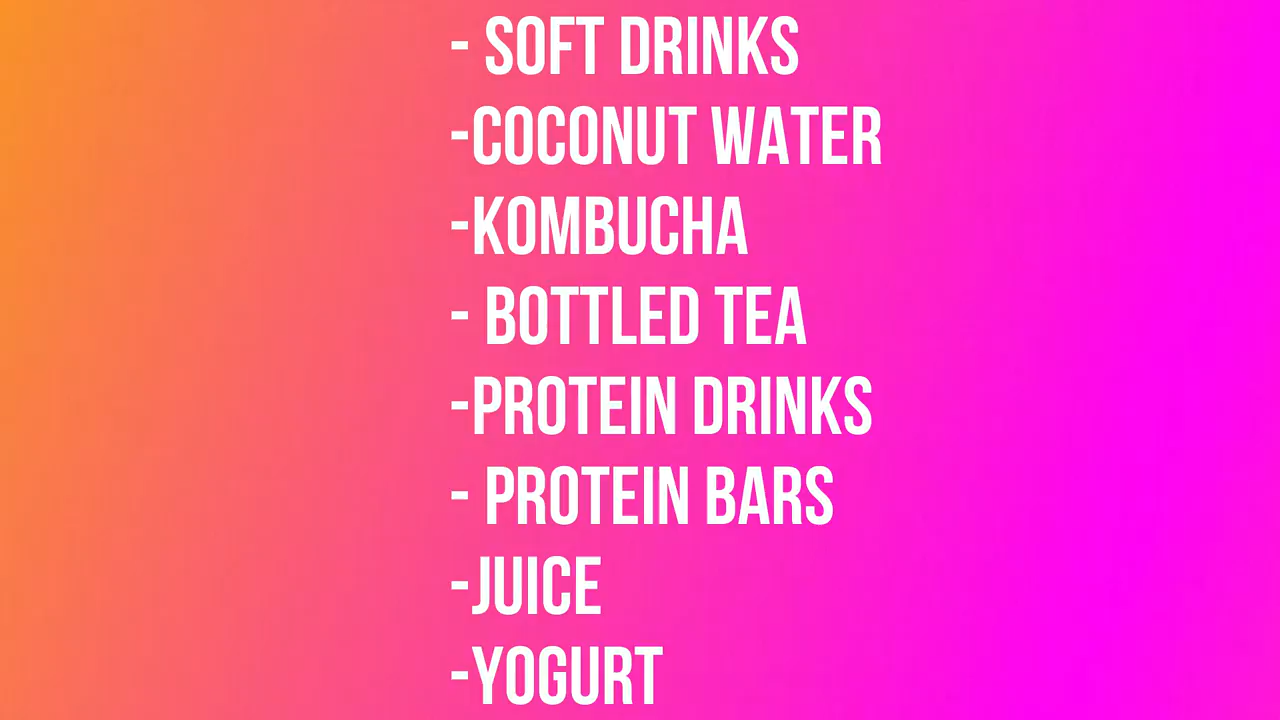 - SOFT DRINKS
-COCONUT WATER
-KOMBUCHA
- BOTTLED TEA
-PROTEIN DRINKS
- PROTEIN BARS
-JUICE
-YOGURT